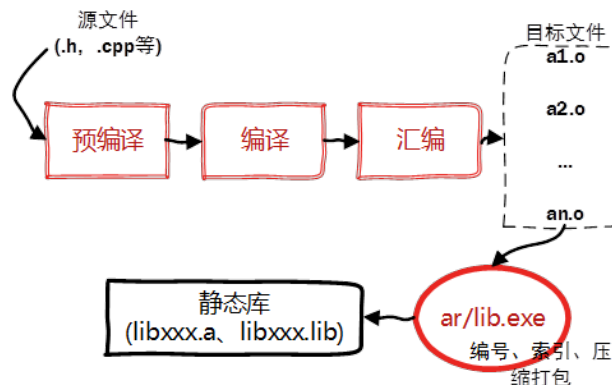 源文件
(.h，.cpp等)
目标文件
a1.o
预编译
编译
汇编
a2.o
...
an.o
静态库
(libxxx.a、libxxx.lib)
ar/lib.exe
编号、索引、压
缩打包